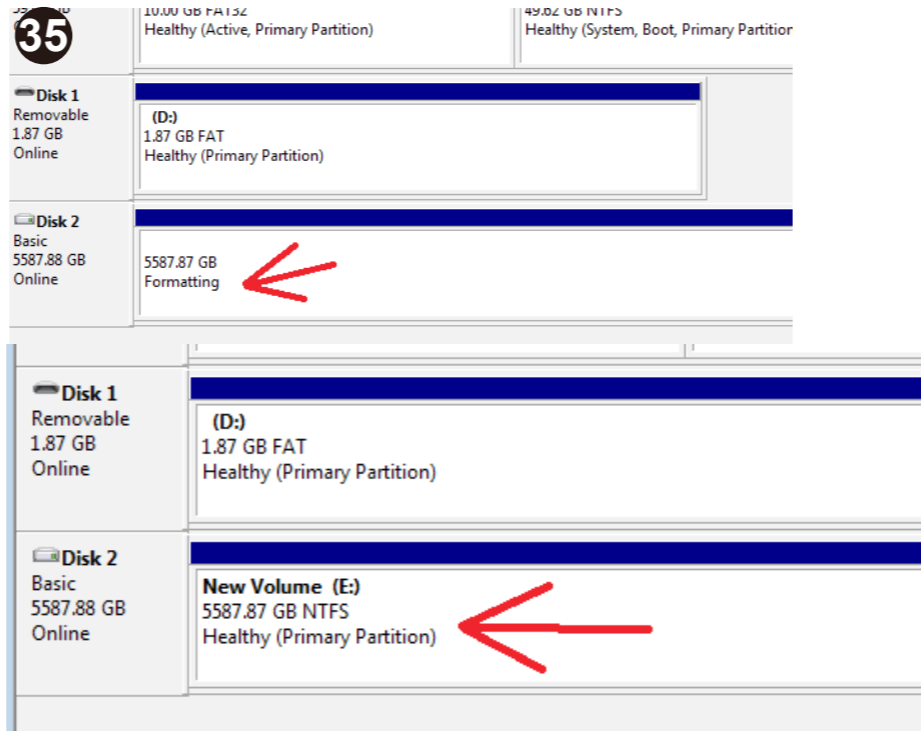 35
10.00 GB FAT32
Healthy (Active, Primary Partition)
49.62 GB NTFS
Healthy (System, Boot, Primary Partition
Online
Disk 1
Removable
1.87 GB
Online
(D:)
1.87 GB FAT
Healthy (Primary Partition)
Disk 2
Basic
5587.88 GB
Online
5587.87 GB
Formatting
Disk 1
Removable
1.87 GB
Online
(D:)
1.87 GB FAT
Healthy (Primary Partition)
Disk 2
Basic
5587.88 GB
Online
New Volume (E:)
5587.87 GB NTFS
Healthy (Primary Partition)